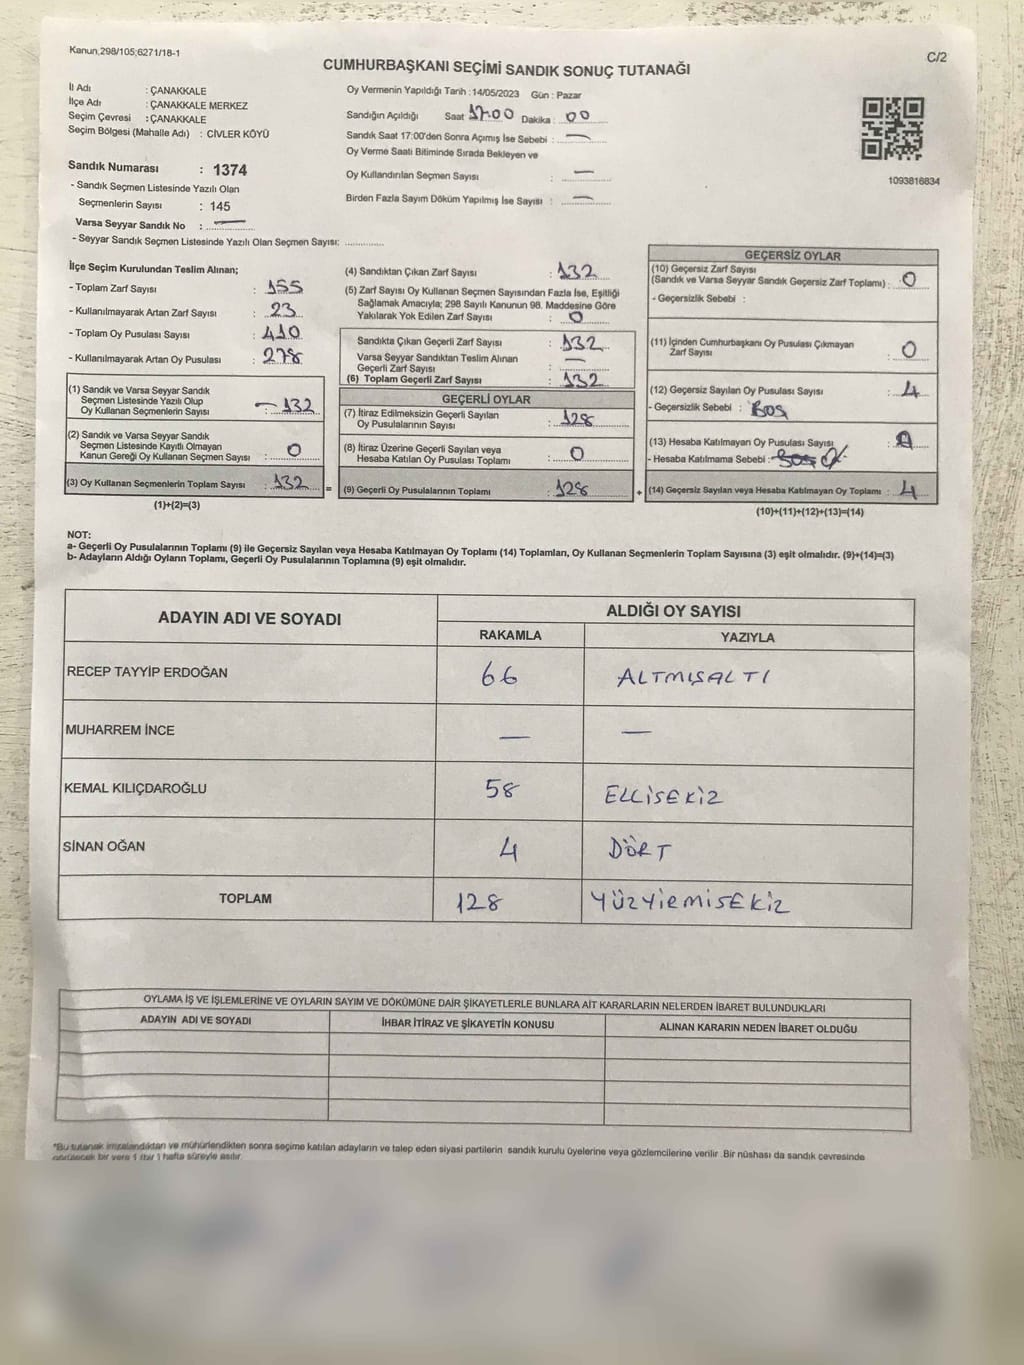 Kanun,298/105,6271/18-1
C/2
CUMHURBAŞKANI SEÇİMİ SANDIK SONUÇ TUTANAĞI
İl Adı : ÇANAKKALE
İlçe Adı : ÇANAKKALE MERKEZ
Seçim Çevresi : ÇANAKKALE
Seçim Bölgesi (Mahalle Adı) : CİVLER KÖYÜ
Sandık Numarası : 1374
- Sandık Seçmen Listesinde Yazılı Olan
Seçmenlerin Sayısı : 145
Varsa Seyyar Sandık No : —
- Seyyar Sandık Seçmen Listesinde Yazılı Olan Seçmen Sayısı: ..............
Oy Vermenin Yapıldığı Tarih : 14/05/2023 Gün : Pazar
Sandığın Açıldığı Saat 17.00 Dakika : 00
Sandık Saat 17:00'den Sonra Açımış İse Sebebi : —
Oy Verme Saati Bitiminde Sırada Bekleyen ve
Oy Kullandırılan Seçmen Sayısı : —
Birden Fazla Sayım Döküm Yapılmış İse Sayısı : —
1093816834
İlçe Seçim Kurulundan Teslim Alınan;
- Toplam Zarf Sayısı : 155
- Kullanılmayarak Artan Zarf Sayısı : 23
- Toplam Oy Pusulası Sayısı : 410
- Kullanılmayarak Artan Oy Pusulası : 278
(1) Sandık ve Varsa Seyyar Sandık
Seçmen Listesinde Yazılı Olup
Oy Kullanan Seçmenlerin Sayısı : — 132
(2) Sandık ve Varsa Seyyar Sandık
Seçmen Listesinde Kayıtlı Olmayan
Kanun Gereği Oy Kullanan Seçmen Sayısı : 0
(3) Oy Kullanan Seçmenlerin Toplam Sayısı : 132 =
(1)+(2)=(3)
(4) Sandıktan Çıkan Zarf Sayısı : 132
(5) Zarf Sayısı Oy Kullanan Seçmen Sayısından Fazla İse, Eşitliği
Sağlamak Amacıyla; 298 Sayılı Kanunun 98. Maddesine Göre
Yakılarak Yok Edilen Zarf Sayısı : 0
Sandıkta Çıkan Geçerli Zarf Sayısı : 132
Varsa Seyyar Sandıktan Teslim Alınan
Geçerli Zarf Sayısı : —
(6) Toplam Geçerli Zarf Sayısı : 132
GEÇERLİ OYLAR
(7) İtiraz Edilmeksizin Geçerli Sayılan
Oy Pusulalarının Sayısı : 128
(8) İtiraz Üzerine Geçerli Sayılan veya
Hesaba Katılan Oy Pusulası Toplamı : 0
(9) Geçerli Oy Pusulalarının Toplamı : 128 +
GEÇERSİZ OYLAR
(10) Geçersiz Zarf Sayısı
(Sandık ve Varsa Seyyar Sandık Geçersiz Zarf Toplamı) : 0
- Geçersizlik Sebebi :
(11) İçinden Cumhurbaşkanı Oy Pusulası Çıkmayan
Zarf Sayısı : 0
(12) Geçersiz Sayılan Oy Pusulası Sayısı : 4
- Geçersizlik Sebebi : BOŞ
(13) Hesaba Katılmayan Oy Pusulası Sayısı :
- Hesaba Katılmama Sebebi :
(14) Geçersiz Sayılan veya Hesaba Katılmayan Oy Toplamı : 4
(10)+(11)+(12)+(13)=(14)
NOT:
a- Geçerli Oy Pusulalarının Toplamı (9) ile Geçersiz Sayılan veya Hesaba Katılmayan Oy Toplamı (14) Toplamları, Oy Kullanan Seçmenlerin Toplam Sayısına (3) eşit olmalıdır. (9)+(14)=(3)
b- Adayların Aldığı Oyların Toplamı, Geçerli Oy Pusulalarının Toplamına (9) eşit olmalıdır.
ADAYIN ADI VE SOYADI
ALDIĞI OY SAYISI
RAKAMLA YAZIYLA
RECEP TAYYİP ERDOĞAN 66 ALTMIŞALTI
MUHARREM İNCE — —
KEMAL KILIÇDAROĞLU 58 ELLİSEKİZ
SİNAN OĞAN 4 DÖRT
TOPLAM 128 YÜZYİRMİSEKİZ
OYLAMA İŞ VE İŞLEMLERİNE VE OYLARIN SAYIM VE DÖKÜMÜNE DAİR ŞİKAYETLERLE BUNLARA AİT KARARLARIN NELERDEN İBARET BULUNDUKLARI
ADAYIN ADI VE SOYADI İHBAR İTİRAZ VE ŞİKAYETİN KONUSU ALINAN KARARIN NEDEN İBARET OLDUĞU
*Bu tutanak imzalandıktan ve mühürlendikten sonra seçime katılan adayların ve talep eden siyasi partilerin sandık kurulu üyelerine veya gözlemcilerine verilir .Bir nüshası da sandık çevresinde
görülecek bir yere 1 (bir ) hafta süreyle asılır.